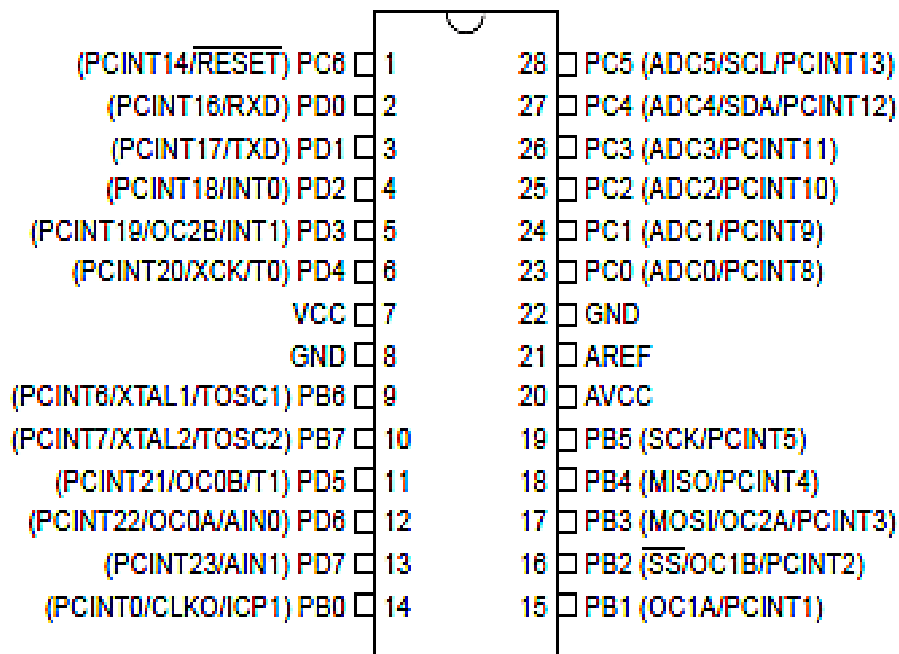 (PCINT14/RESET) PC6 1 28 PC5 (ADC5/SCL/PCINT13)
(PCINT16/RXD) PD0 2 27 PC4 (ADC4/SDA/PCINT12)
(PCINT17/TXD) PD1 3 26 PC3 (ADC3/PCINT11)
(PCINT18/INT0) PD2 4 25 PC2 (ADC2/PCINT10)
(PCINT19/OC2B/INT1) PD3 5 24 PC1 (ADC1/PCINT9)
(PCINT20/XCK/T0) PD4 6 23 PC0 (ADC0/PCINT8)
VCC 7 22 GND
GND 8 21 AREF
(PCINT6/XTAL1/TOSC1) PB6 9 20 AVCC
(PCINT7/XTAL2/TOSC2) PB7 10 19 PB5 (SCK/PCINT5)
(PCINT21/OC0B/T1) PD5 11 18 PB4 (MISO/PCINT4)
(PCINT22/OC0A/AIN0) PD6 12 17 PB3 (MOSI/OC2A/PCINT3)
(PCINT23/AIN1) PD7 13 16 PB2 (SS/OC1B/PCINT2)
(PCINT0/CLKO/ICP1) PB0 14 15 PB1 (OC1A/PCINT1)